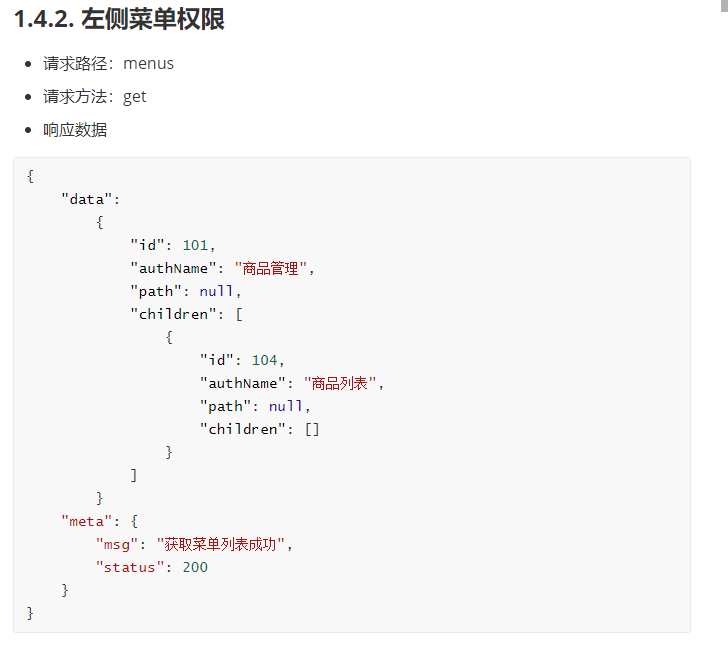 1.4.2. 左侧菜单权限
• 请求路径：menus
• 请求方法：get
• 响应数据
{
    "data":
        {
            "id": 101,
            "authName": "商品管理",
            "path": null,
            "children": [
                {
                    "id": 104,
                    "authName": "商品列表",
                    "path": null,
                    "children": []
                }
            ]
        }
    "meta": {
        "msg": "获取菜单列表成功",
        "status": 200
    }
}